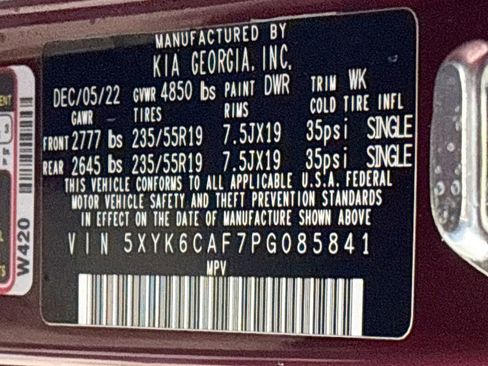 MANUFACTURED BY
KIA GEORGIA, INC.
DEC/05/22 GVWR 4850 lbs PAINT DWR TRIM WK
GAWR TIRES RIMS COLD TIRE INFL
FRONT 2777 lbs 235/55R19 7.5JX19 35psi SINGLE
REAR 2645 lbs 235/55R19 7.5JX19 35psi SINGLE
THIS VEHICLE CONFORMS TO ALL APPLICABLE U.S.A. FEDERAL
MOTOR VEHICLE SAFETY AND THEFT PREVENTION STANDARDS
IN EFFECT ON THE DATE OF MANUFACTURE SHOWN ABOVE
VIN 5XYK6CAF7PG085841
MPV
W420